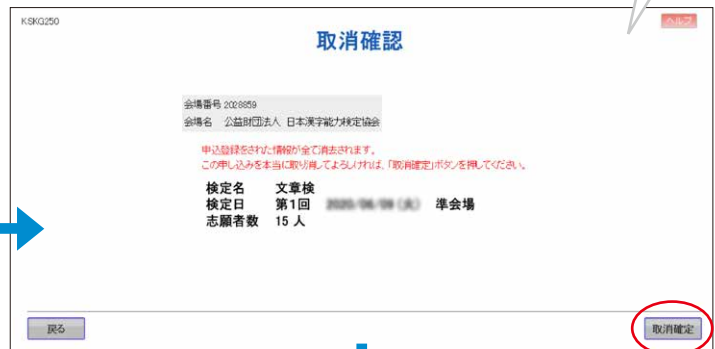 KSKG250
ヘルプ
取消確認
会場番号 2028859
会場名 公益財団法人 日本漢字能力検定協会
申込登録をされた情報が全て消去されます。
この申し込みを本当に取り消してよろしければ、「取消確定」ボタンを押してください。
検定名 文章検
検定日 第1回 準会場
志願者数 15 人
戻る
取消確定